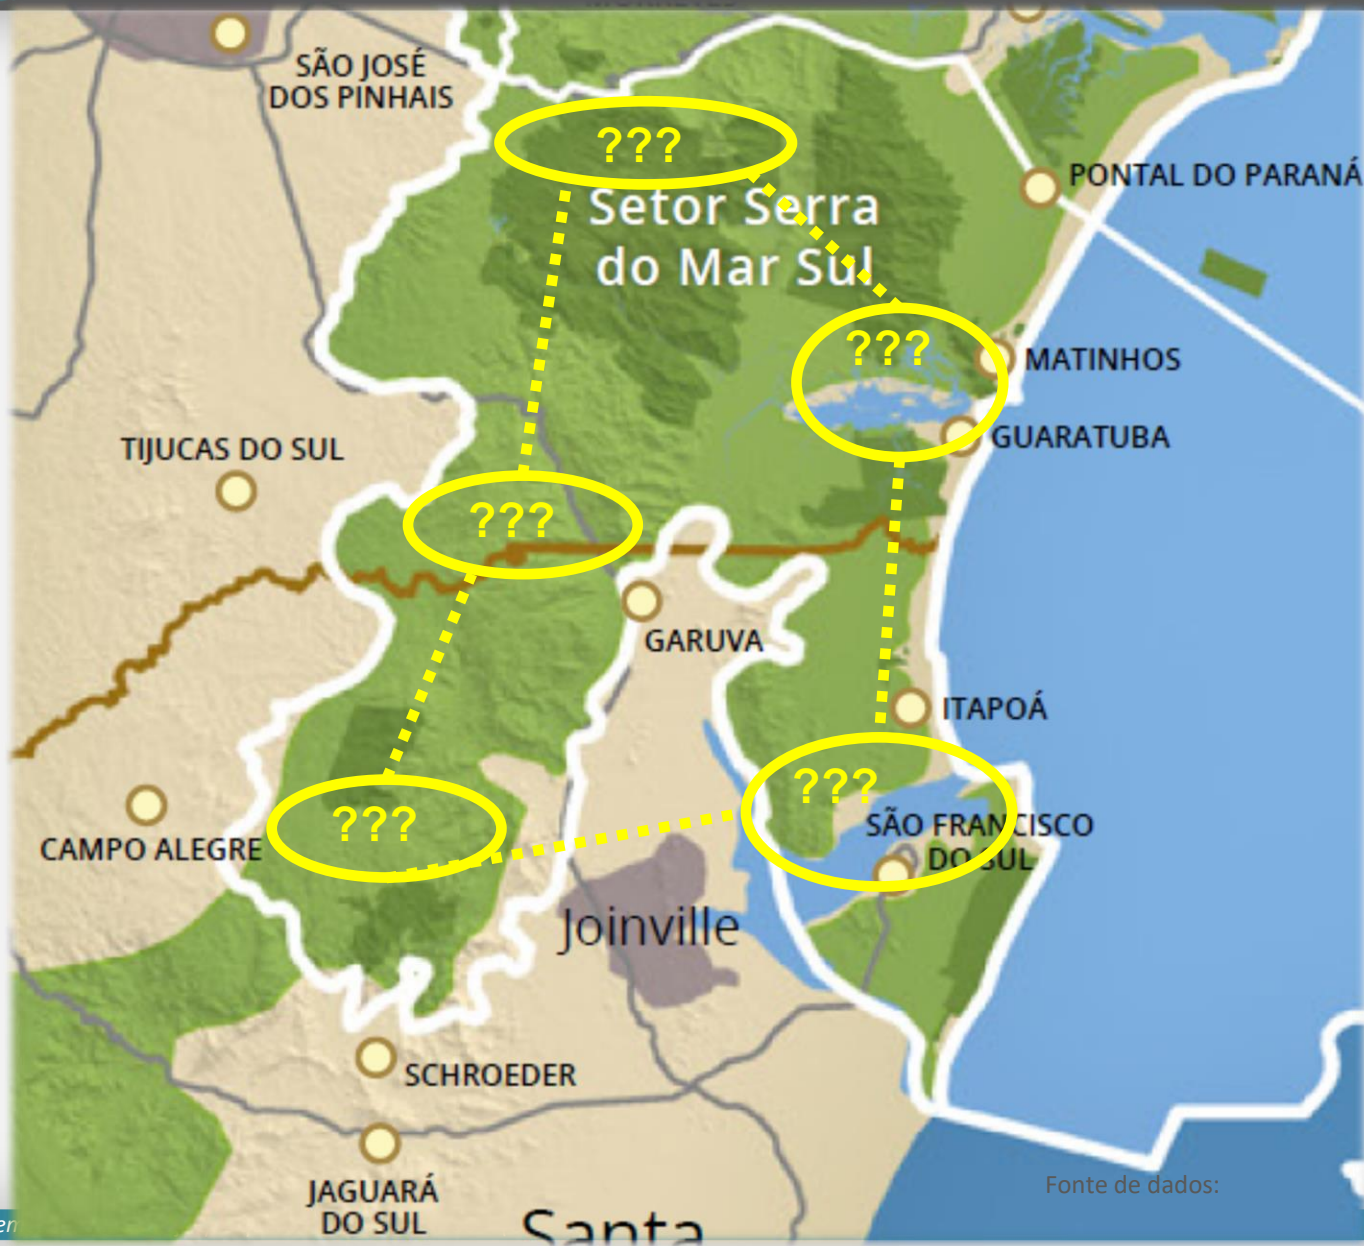 SÃO JOSÉ
DOS PINHAIS
???
PONTAL DO PARANÁ
Setor Serra
do Mar Sul
???
MATINHOS
GUARATUBA
TIJUCAS DO SUL
???
GARUVA
ITAPOÁ
???
???
SÃO FRANCISCO
DO SUL
CAMPO ALEGRE
Joinville
SCHROEDER
JAGUARÁ
DO SUL
Fonte de dados:
Santa
en